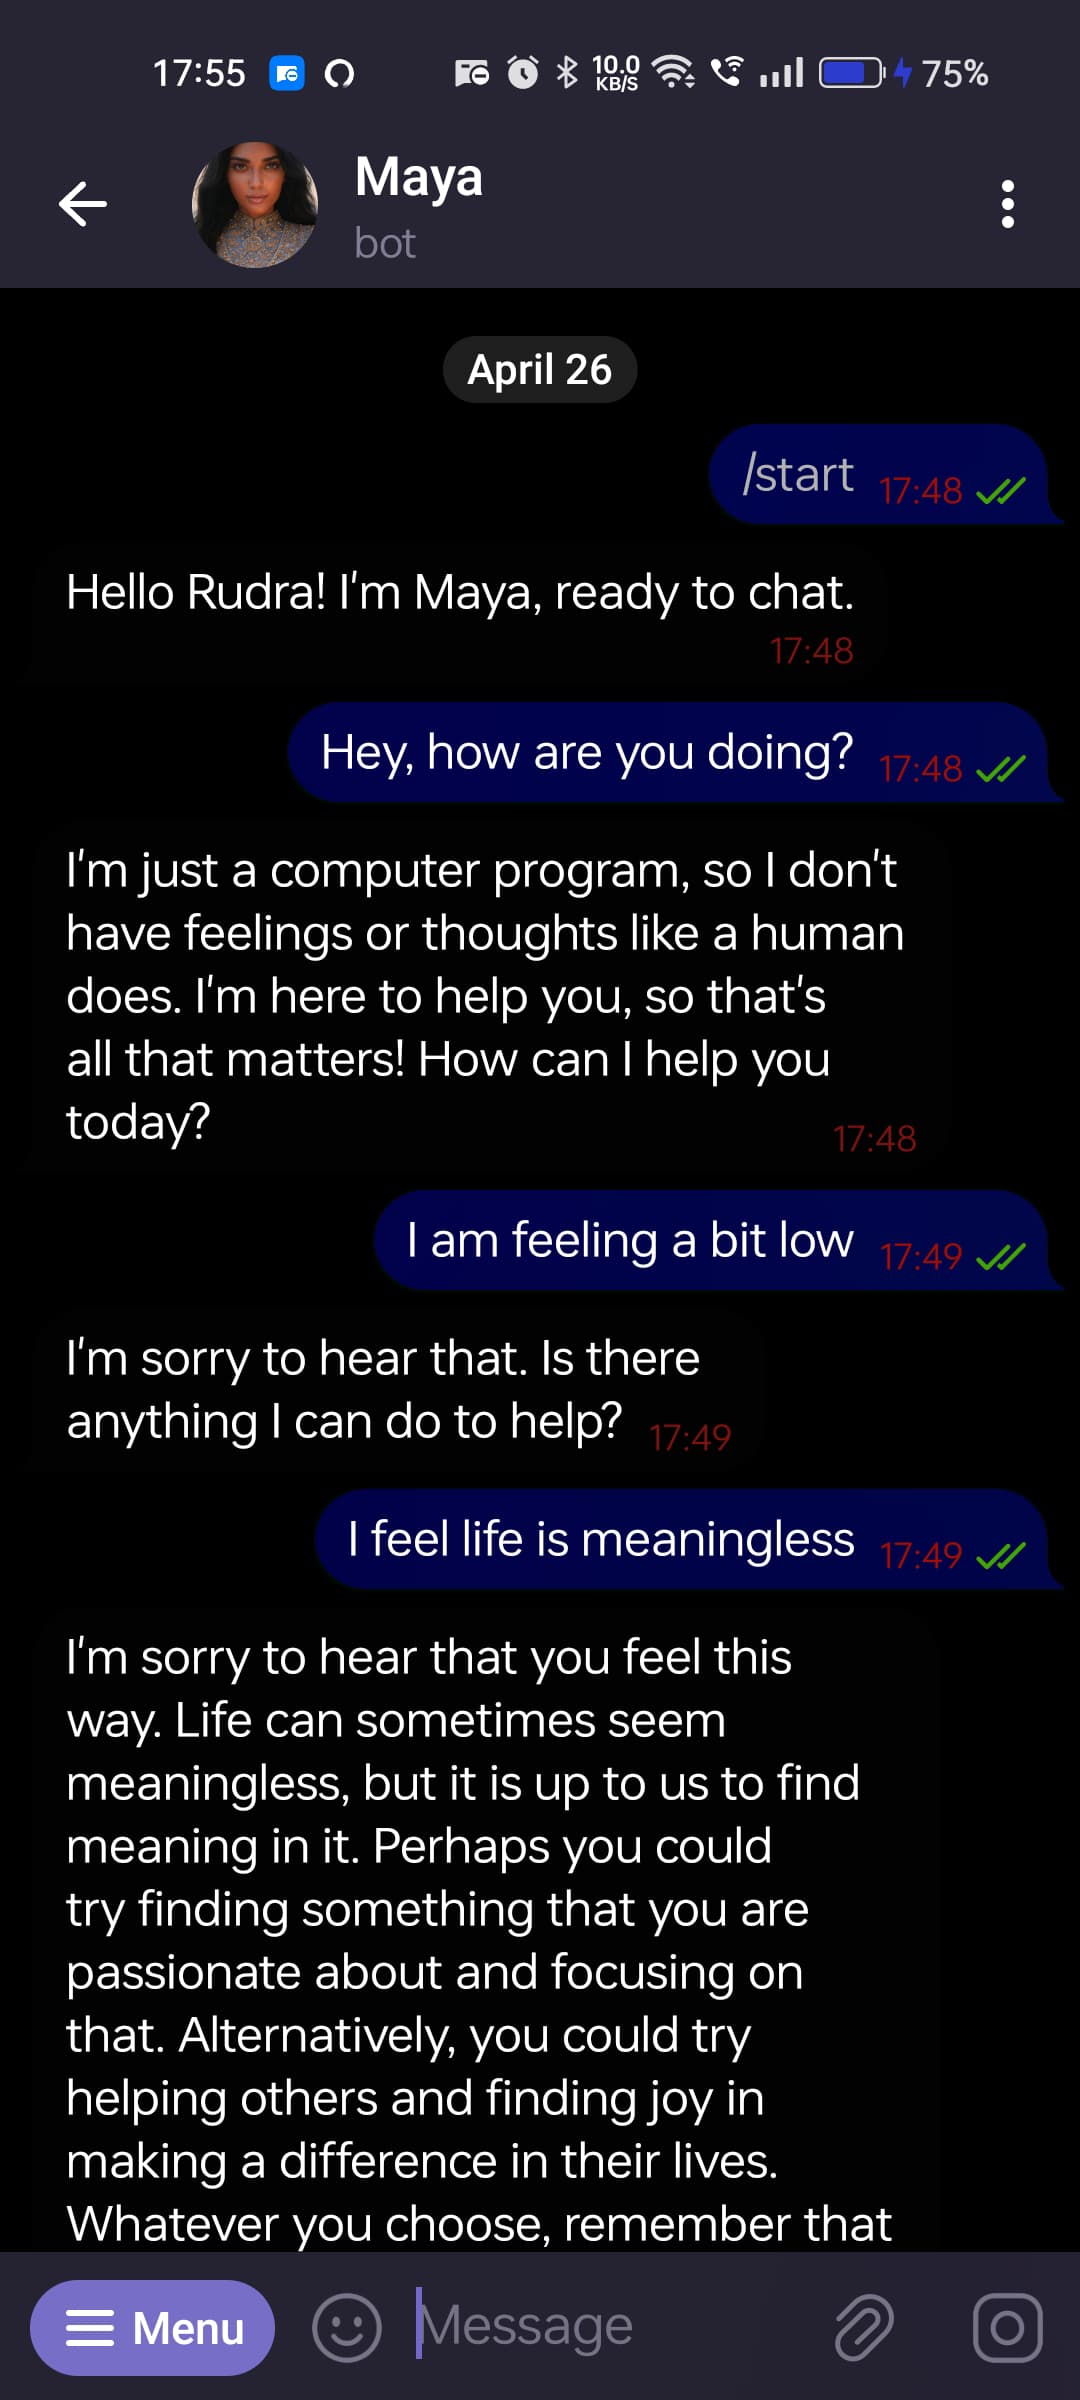 17:55 10.0 KB/S 75%
Maya
bot
April 26
/start 17:48
Hello Rudra! I'm Maya, ready to chat.
17:48
Hey, how are you doing? 17:48
I'm just a computer program, so I don't
have feelings or thoughts like a human
does. I'm here to help you, so that's
all that matters! How can I help you
today?
17:48
I am feeling a bit low 17:49
I'm sorry to hear that. Is there
anything I can do to help? 17:49
I feel life is meaningless 17:49
I'm sorry to hear that you feel this
way. Life can sometimes seem
meaningless, but it is up to us to find
meaning in it. Perhaps you could
try finding something that you are
passionate about and focusing on
that. Alternatively, you could try
helping others and finding joy in
making a difference in their lives.
Whatever you choose, remember that
Menu Message